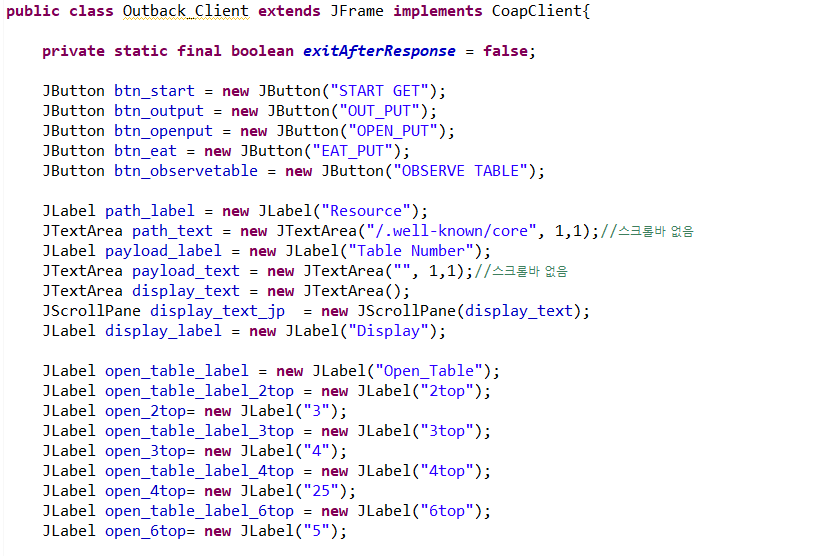 public class Outback_Client extends JFrame implements CoapClient{
private static final boolean exitAfterResponse = false;
JButton btn_start = new JButton("START GET");
JButton btn_output = new JButton("OUT_PUT");
JButton btn_openput = new JButton("OPEN_PUT");
JButton btn_eat = new JButton("EAT_PUT");
JButton btn_observetable = new JButton("OBSERVE TABLE");
JLabel path_label = new JLabel("Resource");
JTextArea path_text = new JTextArea("/.well-known/core", 1,1);//스크롤바 없음
JLabel payload_label = new JLabel("Table Number");
JTextArea payload_text = new JTextArea("", 1,1);//스크롤바 없음
JTextArea display_text = new JTextArea();
JScrollPane display_text_jp  = new JScrollPane(display_text);
JLabel display_label = new JLabel("Display");
JLabel open_table_label = new JLabel("Open_Table");
JLabel open_table_label_2top = new JLabel("2top");
JLabel open_2top= new JLabel("3");
JLabel open_table_label_3top = new JLabel("3top");
JLabel open_3top= new JLabel("4");
JLabel open_table_label_4top = new JLabel("4top");
JLabel open_4top= new JLabel("25");
JLabel open_table_label_6top = new JLabel("6top");
JLabel open_6top= new JLabel("5");